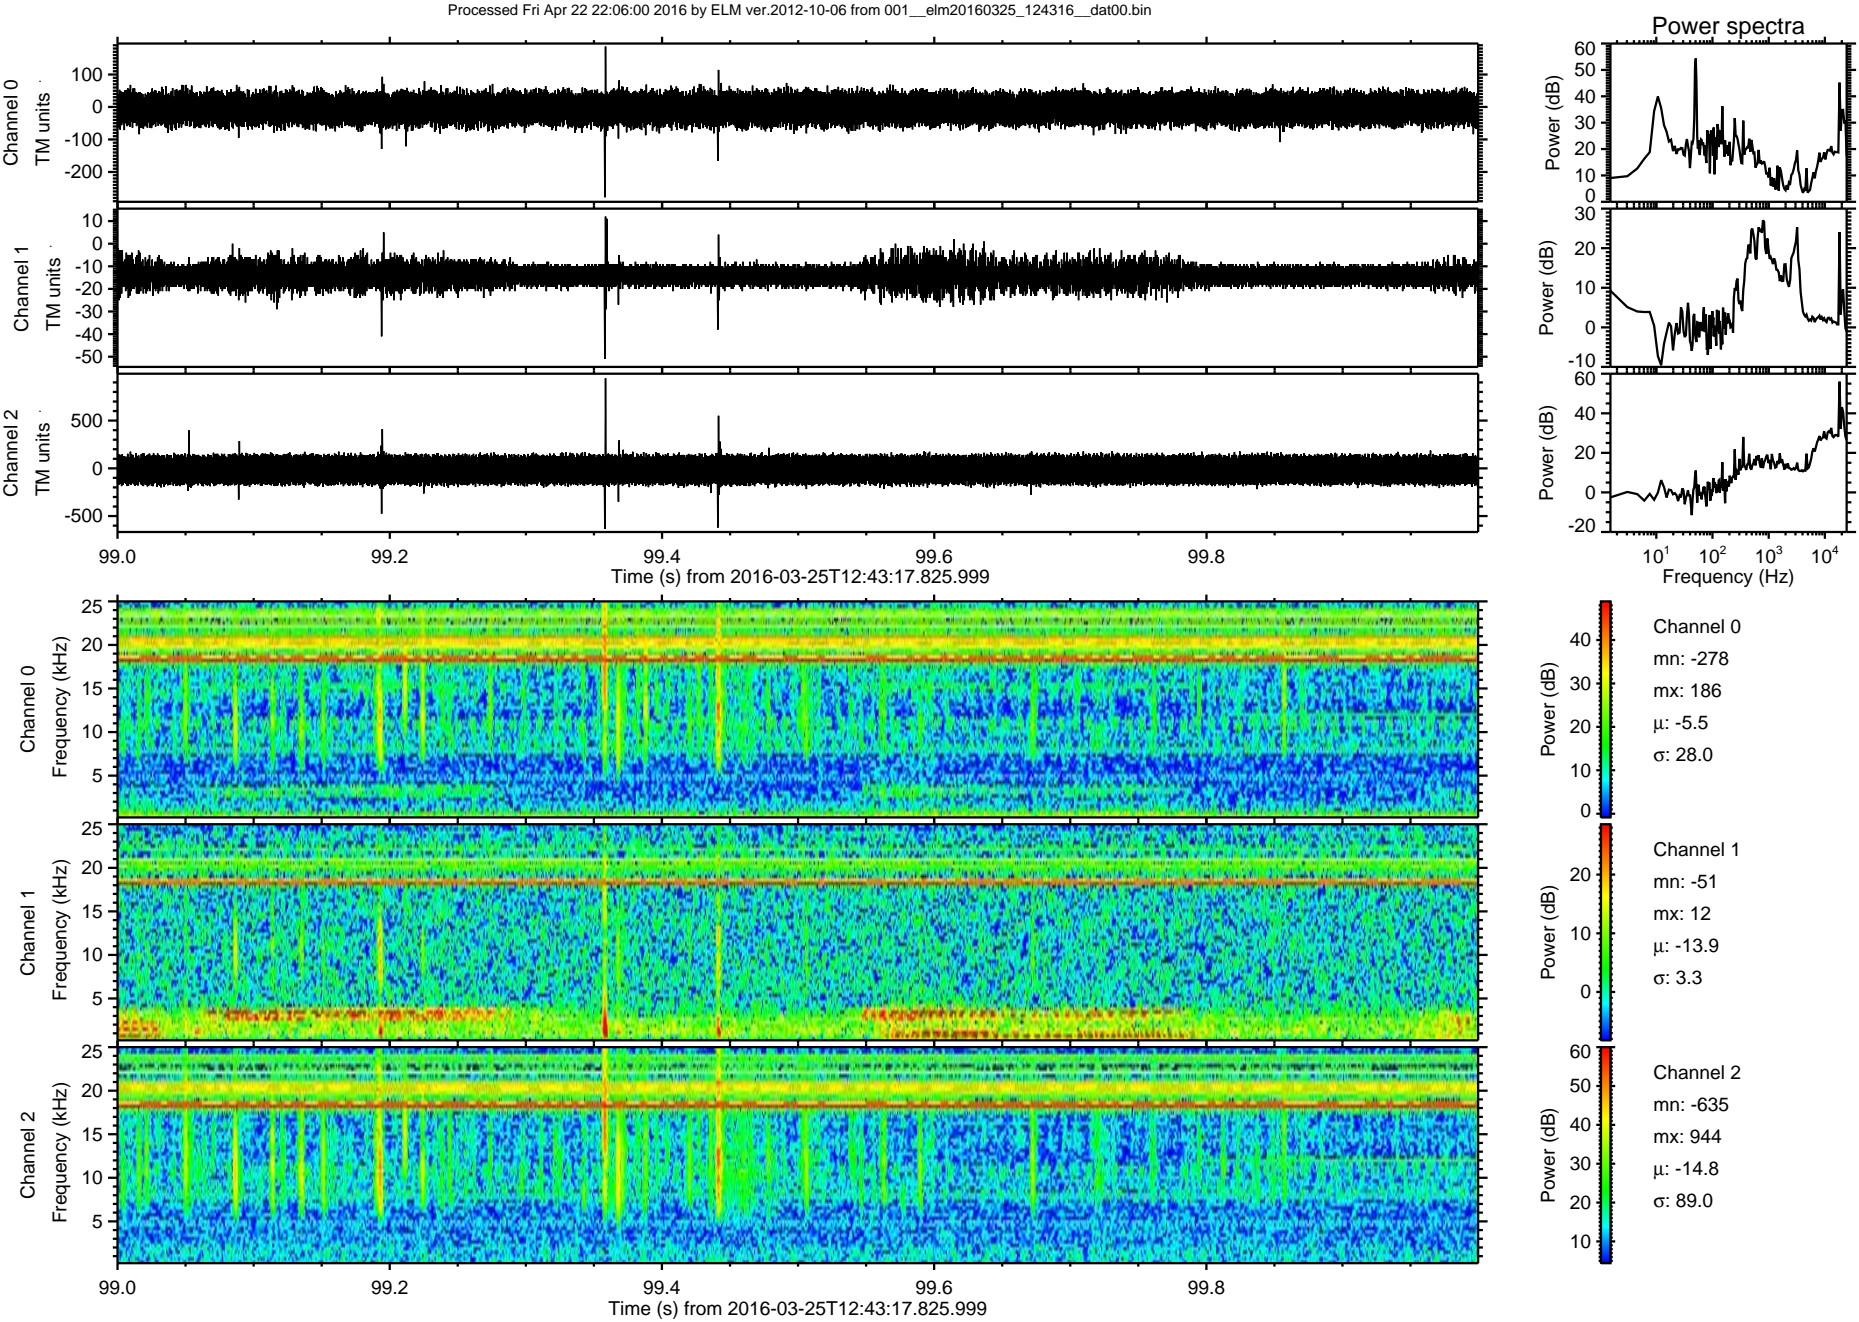 Processed Fri Apr 22 22:06:00 2016 by ELM ver.2012-10-06 from 001__elm20160325_124316__dat00.bin
Power spectra
Channel 0
TM units
100
0
-100
-200
Power (dB)
60
50
40
30
20
10
0
Channel 1
TM units
10
0
-10
-20
-30
-40
-50
Power (dB)
30
20
10
0
-10
Channel 2
TM units
500
0
-500
Power (dB)
60
40
20
0
-20
99.0
99.2
99.4
99.6
99.8
Time (s) from 2016-03-25T12:43:17.825.999
10^1
10^2
10^3
10^4
Frequency (Hz)
Channel 0
Frequency (kHz)
25
20
15
10
5
Power (dB)
40
30
20
10
0
Channel 0
mn: -278
mx: 186
μ: -5.5
σ: 28.0
Channel 1
Frequency (kHz)
25
20
15
10
5
Power (dB)
20
10
0
Channel 1
mn: -51
mx: 12
μ: -13.9
σ: 3.3
Channel 2
Frequency (kHz)
25
20
15
10
5
Power (dB)
60
50
40
30
20
10
Channel 2
mn: -635
mx: 944
μ: -14.8
σ: 89.0
99.0
99.2
99.4
99.6
99.8
Time (s) from 2016-03-25T12:43:17.825.999